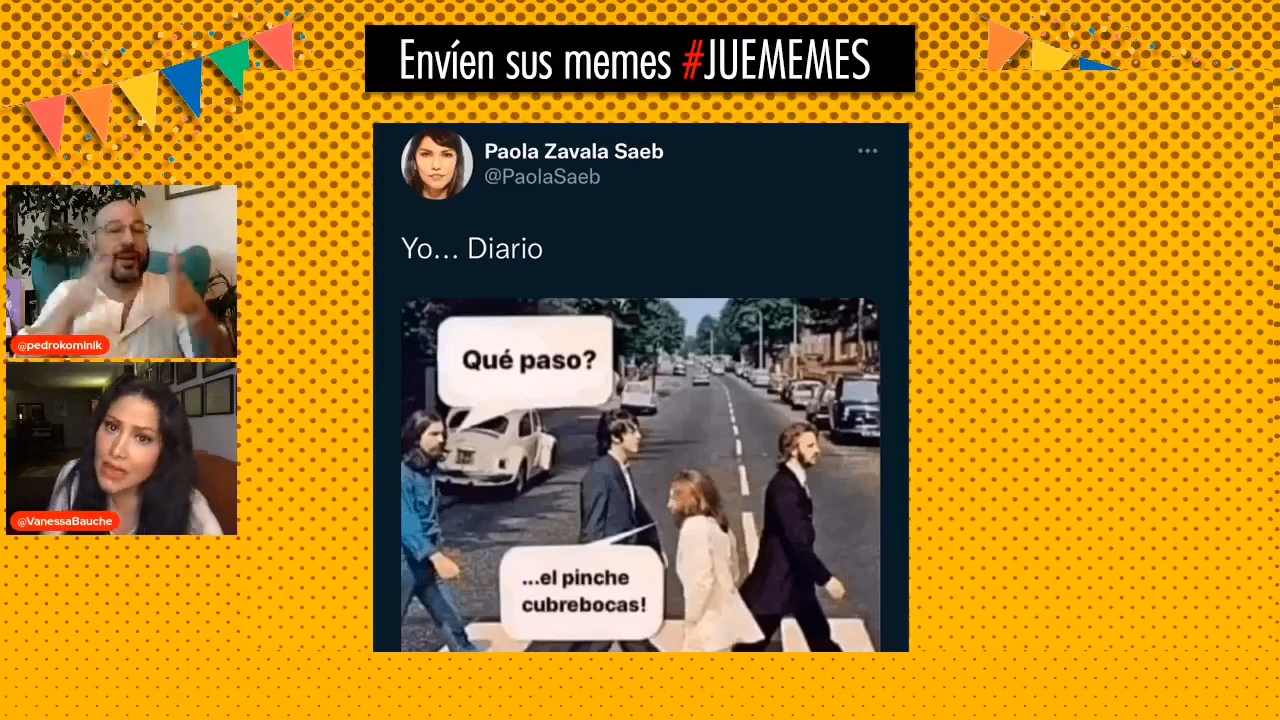 Envíen sus memes #JUEMEMES
Paola Zavala Saeb
@PaolaSaeb
Yo... Diario
Qué paso?
...el pinche
cubrebocas!
@pedrokominik
@VanessaBauche